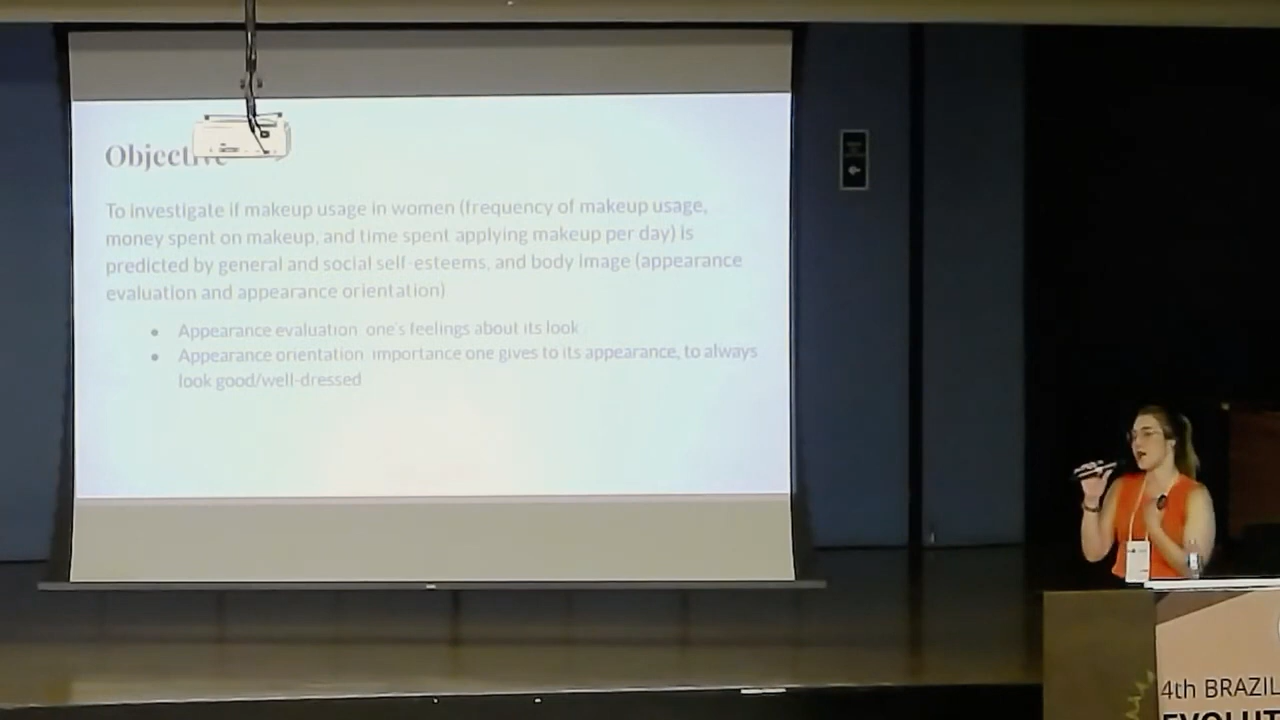 Objective
To investigate if makeup usage in women (frequency of makeup usage,
money spent on makeup, and time spent applying makeup per day) is
predicted by general and social self-esteems, and body image (appearance
evaluation and appearance orientation)
• Appearance evaluation one's feelings about its look
• Appearance orientation importance one gives to its appearance, to always
look good/well-dressed
4th BRAZIL
EVOLUT